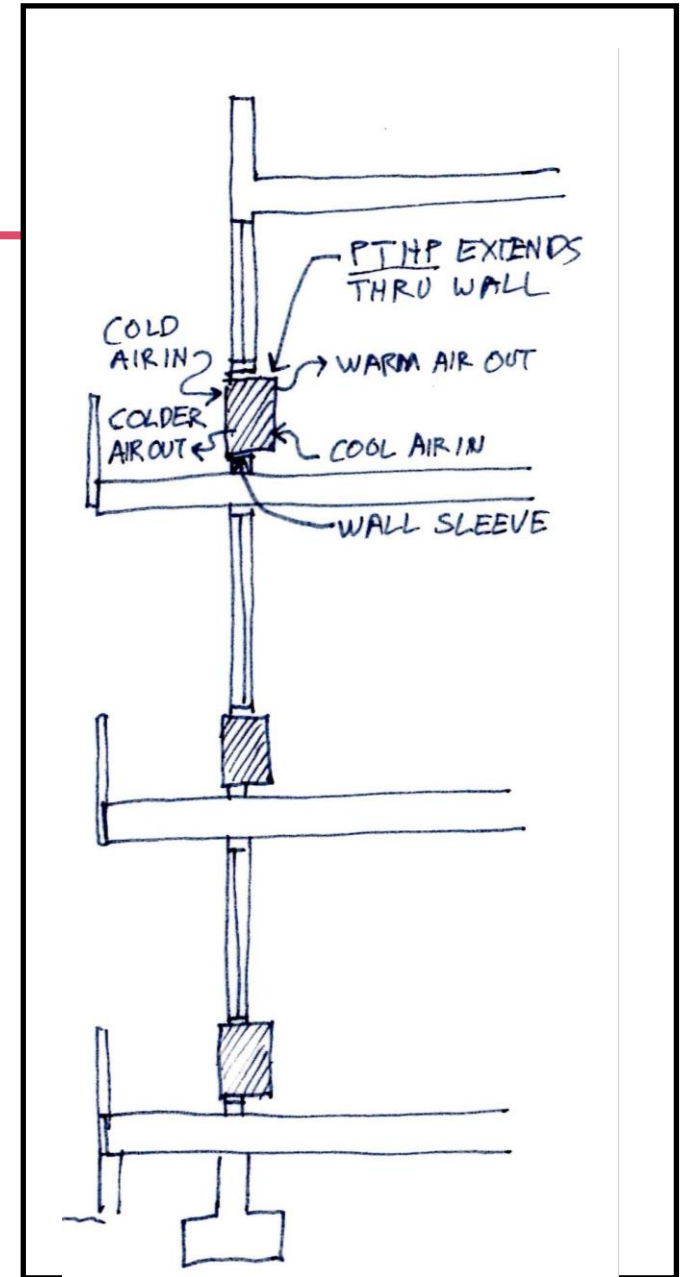 PTHP EXTENDS
THRU WALL
COLD
AIR IN
WARM AIR OUT
COLDER
AIR OUT
COOL AIR IN
WALL SLEEVE